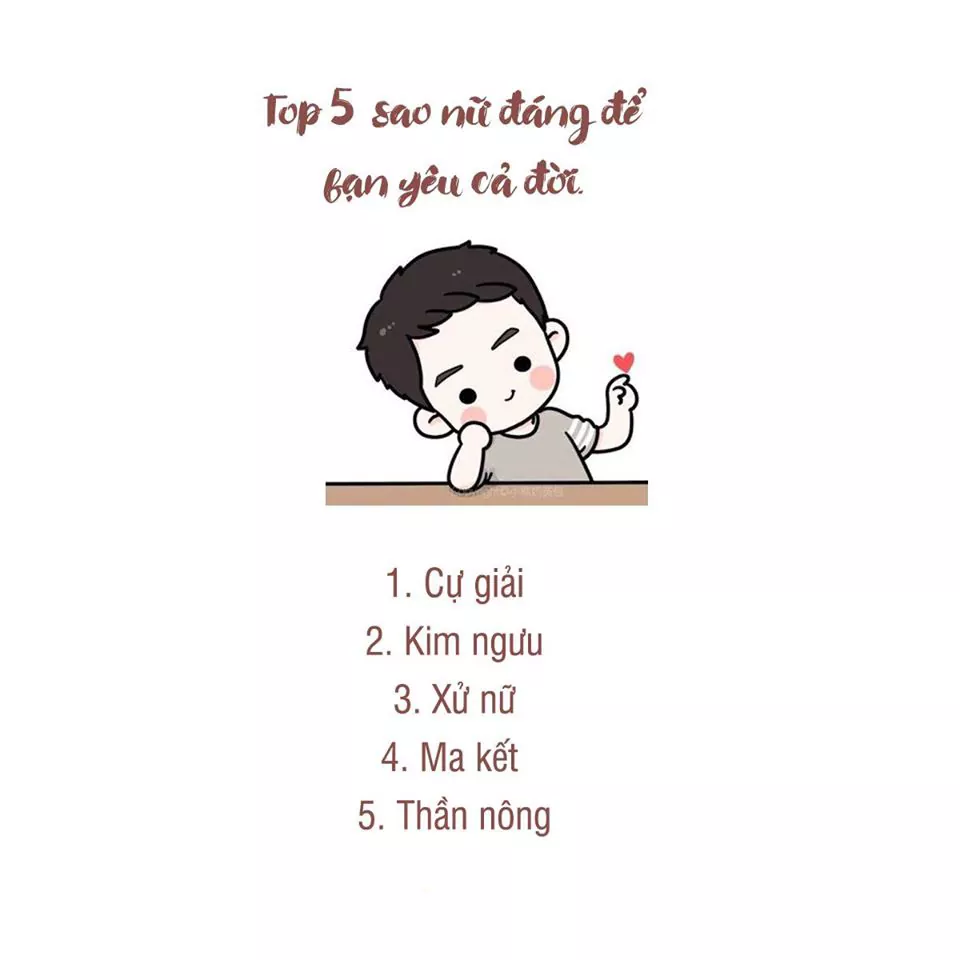 Top 5 sao nữ đáng để
bạn yêu cả đời.
1. Cự giải
2. Kim ngưu
3. Xử nữ
4. Ma kết
5. Thần nông